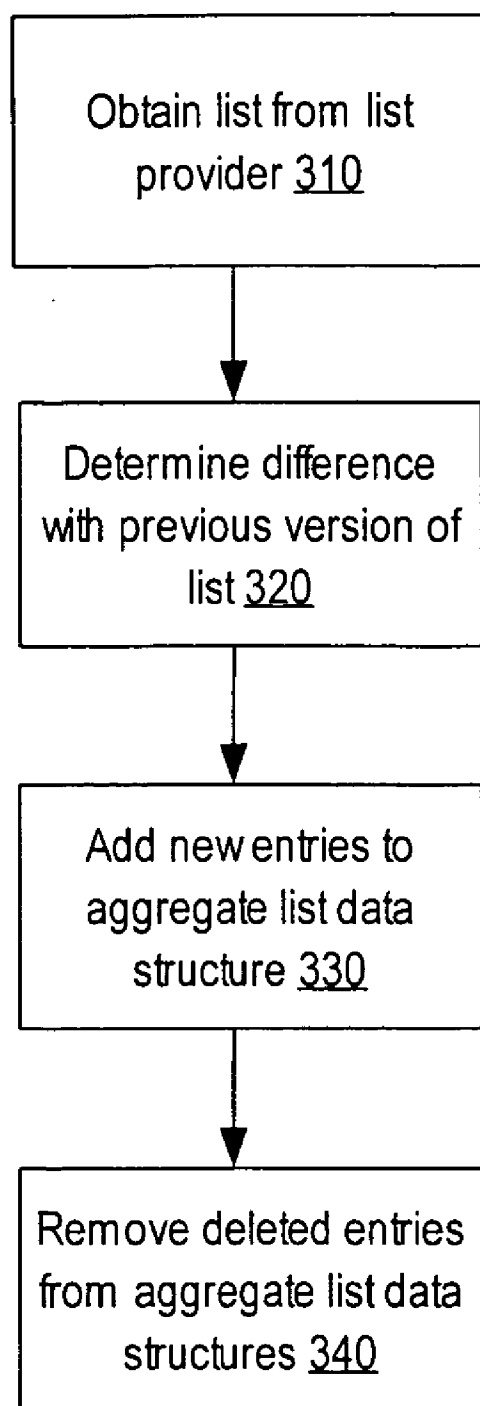 Obtain list from list
provider 310
Determine difference
with previous version of
list 320
Add new entries to
aggregate list data
structure 330
Remove deleted entries
from aggregate list data
structures 340